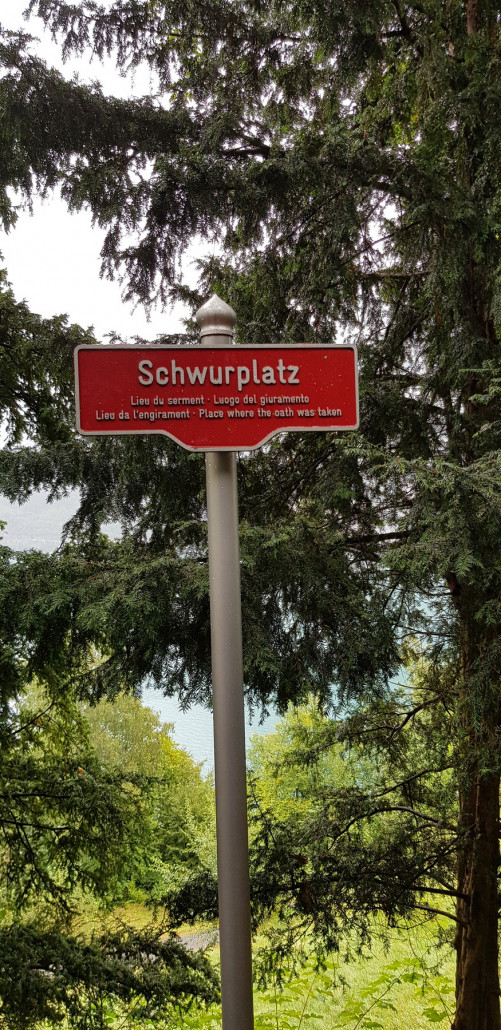 Schwurplatz
Lieu du serment · Luogo del giuramento
Lieu da l'engirament · Place where the oath was taken